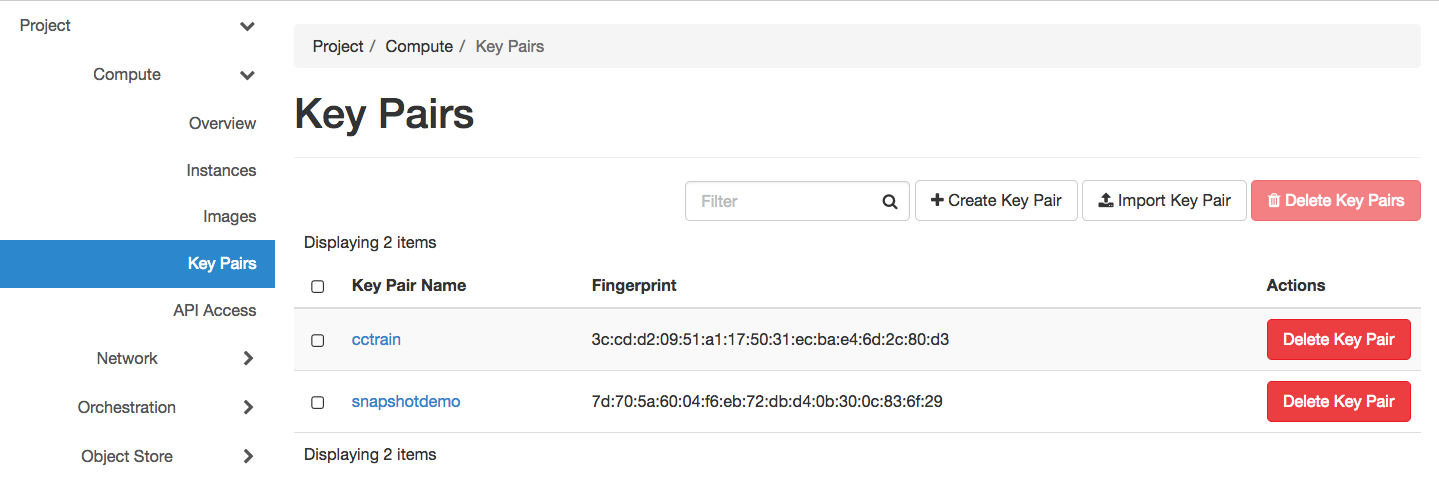 Project
Compute
Overview
Instances
Images
Key Pairs
API Access
Network
Orchestration
Object Store
Project / Compute / Key Pairs
Key Pairs
Filter Create Key Pair Import Key Pair Delete Key Pairs
Displaying 2 items
Key Pair Name Fingerprint Actions
cctrain 3c:cd:d2:09:51:a1:17:50:31:ec:ba:e4:6d:2c:80:d3 Delete Key Pair
snapshotdemo 7d:70:5a:60:04:f6:eb:72:db:d4:0b:30:0c:83:6f:29 Delete Key Pair
Displaying 2 items